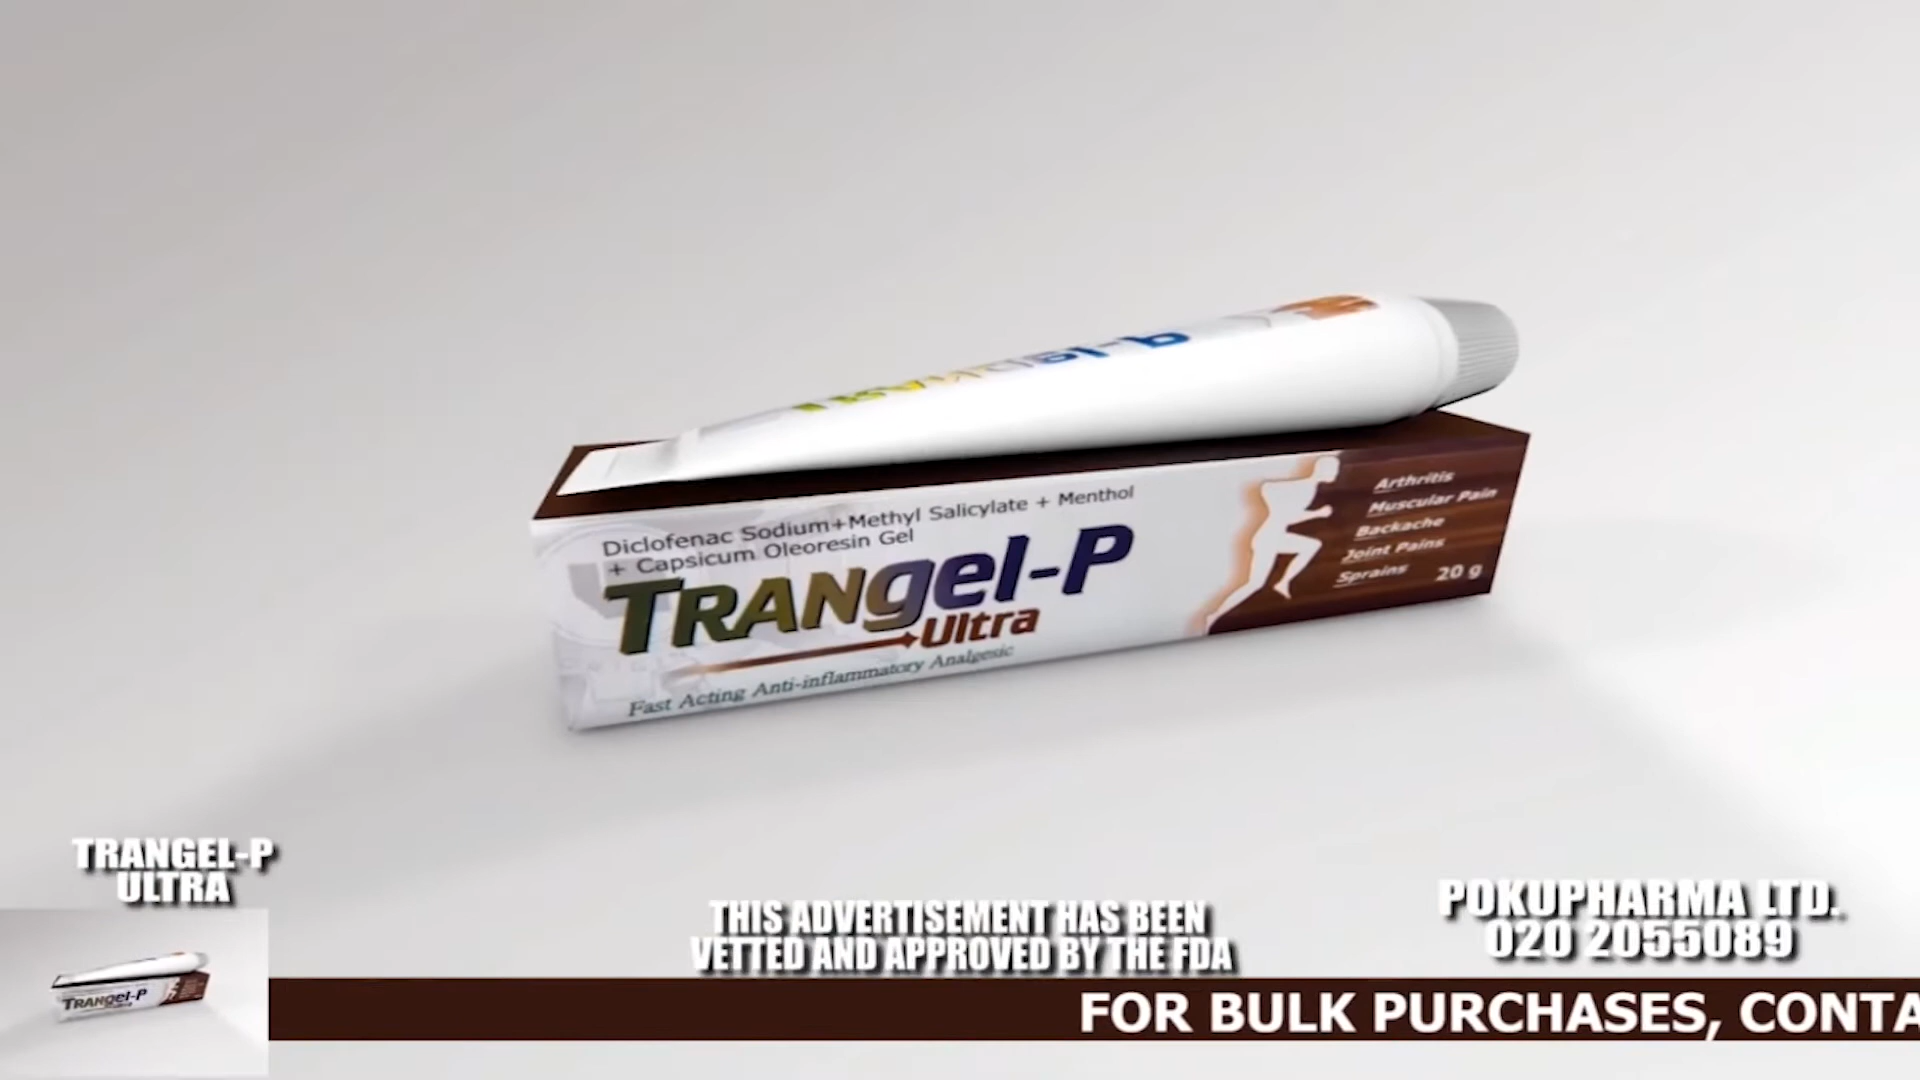 TRANgel-P
Diclofenac Sodium+Methyl Salicylate + Menthol
+ Capsicum Oleoresin Gel
TRANgel-P
Ultra
Fast Acting Anti-inflammatory Analgesic
Arthritis
Muscular Pain
Backache
Joint Pains
Sprains
20 g
TRANGEL-P
ULTRA
TRANgel-P
Ultra
THIS ADVERTISEMENT HAS BEEN
VETTED AND APPROVED BY THE FDA
POKUPHARMA LTD.
020 2055089
FOR BULK PURCHASES, CONTA